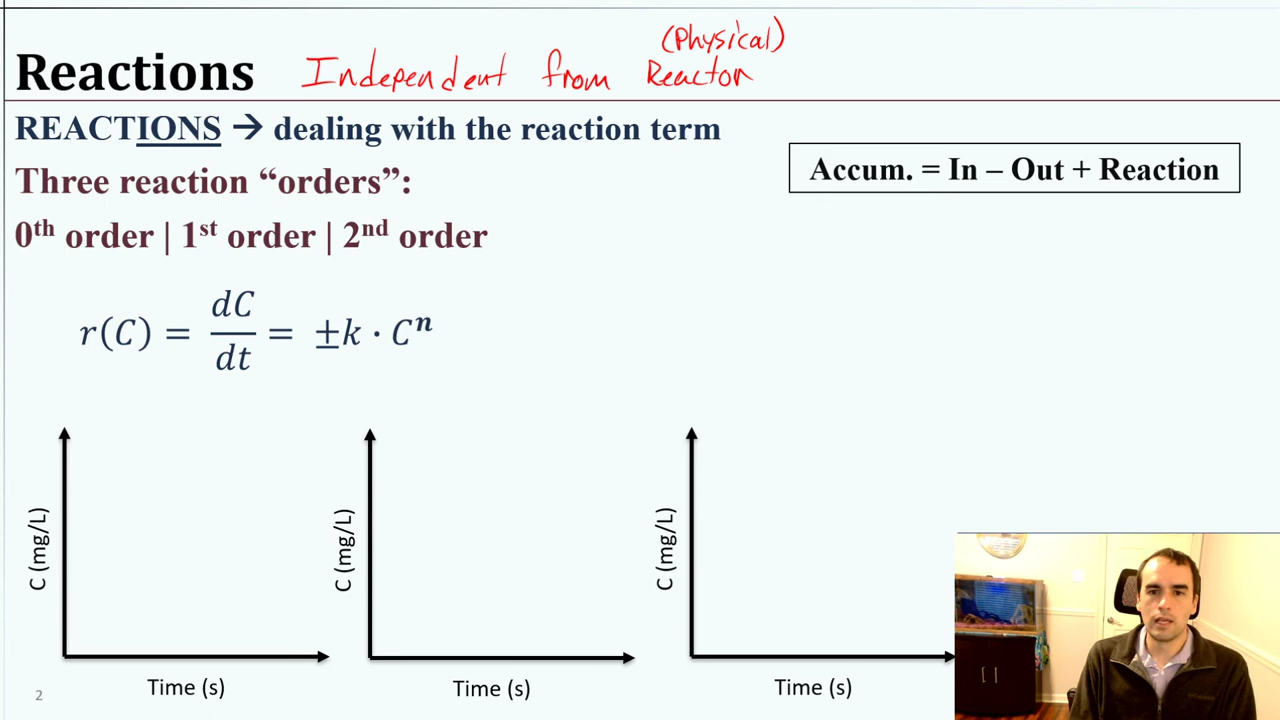 (Physical)
Reactions Independent from Reactor
REACTIONS → dealing with the reaction term
Accum. = In – Out + Reaction
Three reaction “orders”:
0th order | 1st order | 2nd order
r(C) = dC/dt = ±k · Cⁿ
C (mg/L)
C (mg/L)
C (mg/L)
Time (s)
Time (s)
Time (s)
2